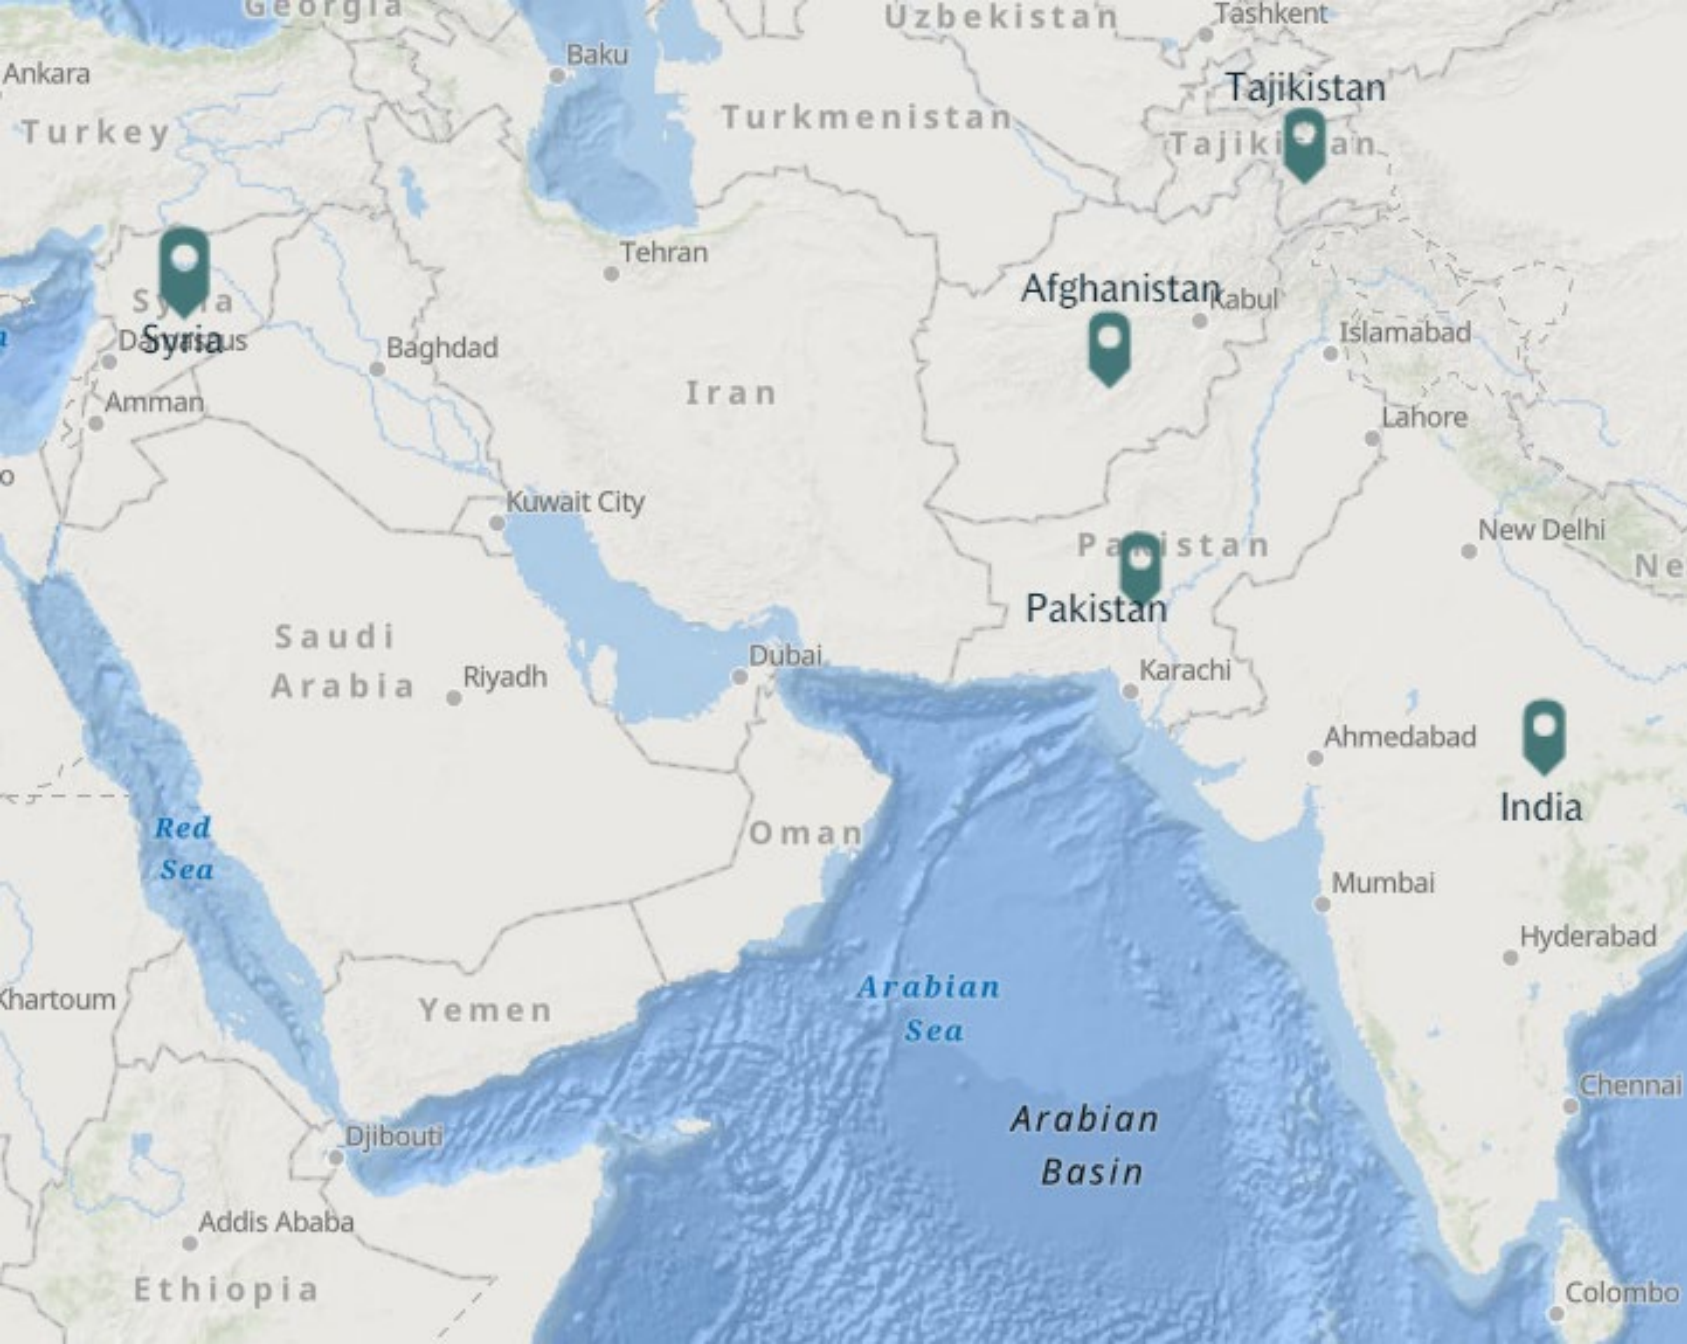 Georgia
Uzbekistan
Tashkent
Baku
Ankara
Tajikistan
Turkmenistan
Turkey
Tehran
Afghanistan
Kabul
Islamabad
Syria
Damascus
Baghdad
Iran
Amman
Lahore
Kuwait City
New Delhi
Pakistan
Pakistan
Ne
Saudi
Arabia
Riyadh
Dubai
Karachi
Ahmedabad
India
Red
Sea
Oman
Mumbai
Hyderabad
Khartoum
Yemen
Arabian
Sea
Chennai
Arabian
Basin
Djibouti
Addis Ababa
Ethiopia
Colombo